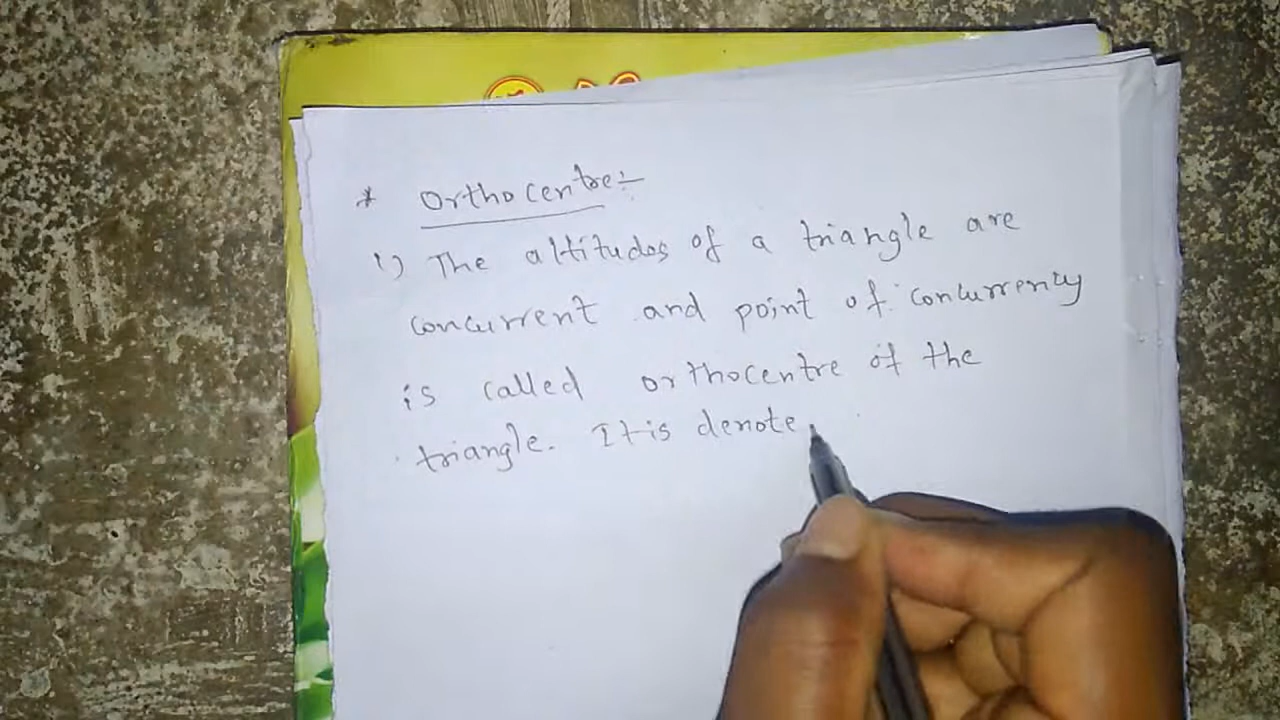 * Orthocentre:-
1) The altitudes of a triangle are
concurrent and point of concurrency
is called orthocentre of the
triangle. It is denote